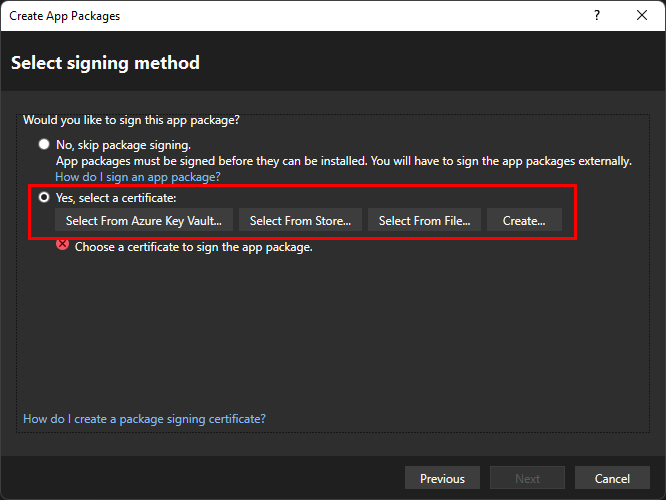 Create App Packages
?
Select signing method
Would you like to sign this app package?
No, skip package signing.
App packages must be signed before they can be installed. You will have to sign the app packages externally.
How do I sign an app package?
Yes, select a certificate:
Select From Azure Key Vault... Select From Store... Select From File... Create...
Choose a certificate to sign the app package.
How do I create a package signing certificate?
Previous Next Cancel